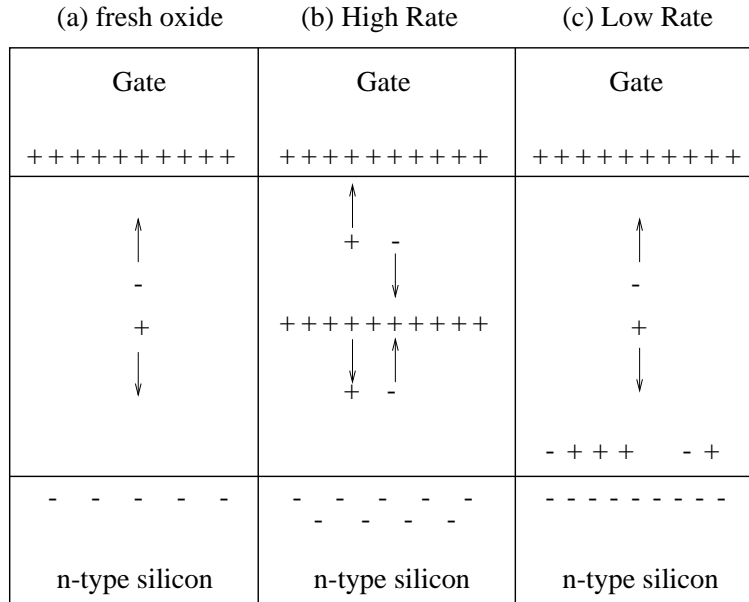 (a) fresh oxide (b) High Rate (c) Low Rate
Gate Gate Gate
+ + + + + + + + + + + + + + + + + + + + + + + + + + + + + +
+ -
- -
+ + + + + + + + + + + +
+ - 
- + + + - +
- - - - - - - - - - - - - - - - - - -
- - - -
n-type silicon n-type silicon n-type silicon